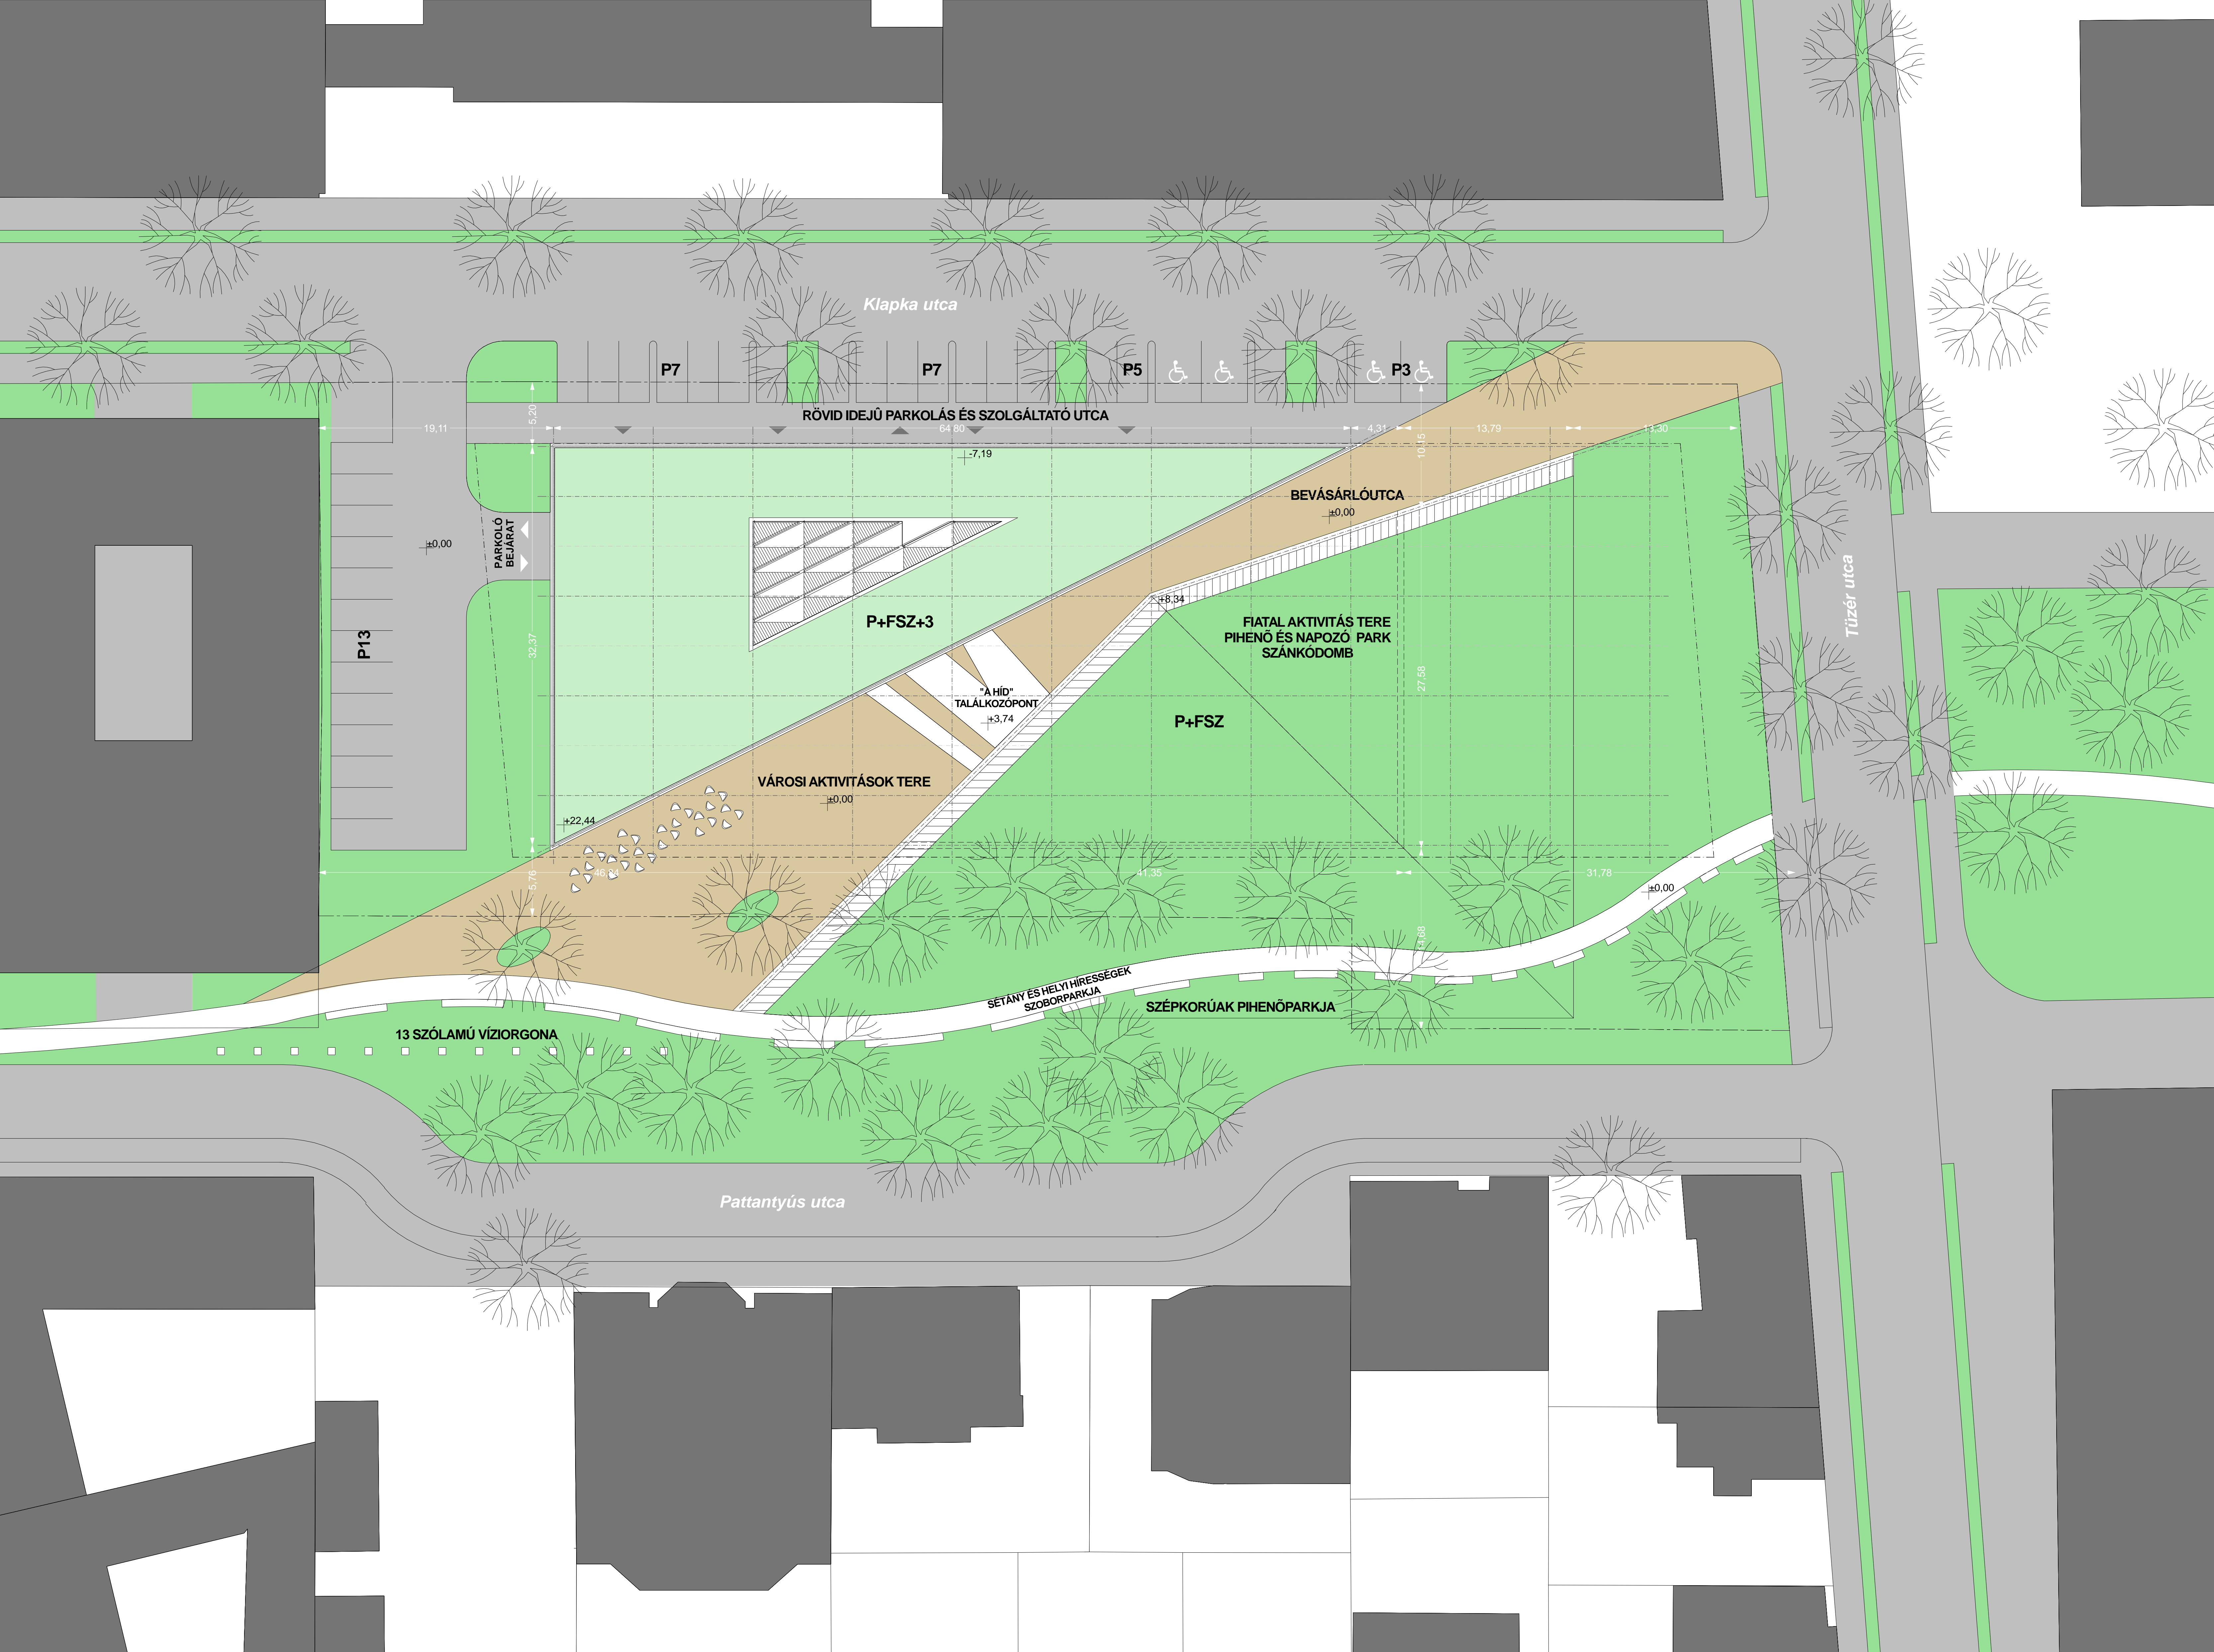 Klapka utca
P7
P7
P5
P3
RÖVID IDEJÛ PARKOLÁS ÉS SZOLGÁLTATÓ UTCA
5,20
19,11
64 80
4,31
13,79
13,30
10,15
-7,19
BEVÁSÁRLÓUTCA
±0,00
PARKOLÓ
BEJÁRAT
±0,00
Tüzér utca
+8,34
P+FSZ+3
FIATAL AKTIVITÁS TERE
PIHENÕ ÉS NAPOZÓ PARK
SZÁNKÓDOMB
P13
32,37
27,58
"A HÍD"
TALÁLKOZÓPONT
+3,74
P+FSZ
VÁROSI AKTIVITÁSOK TERE
±0,00
+22,44
5,76
41,35
31,78
±0,00
SÉTÁNY ÉS HELYI HÍRESSÉGEK
SZOBORPARKJA
SZÉPKORÚAK PIHENÕPARKJA
13 SZÓLAMÚ VÍZIORGONA
Pattantyús utca